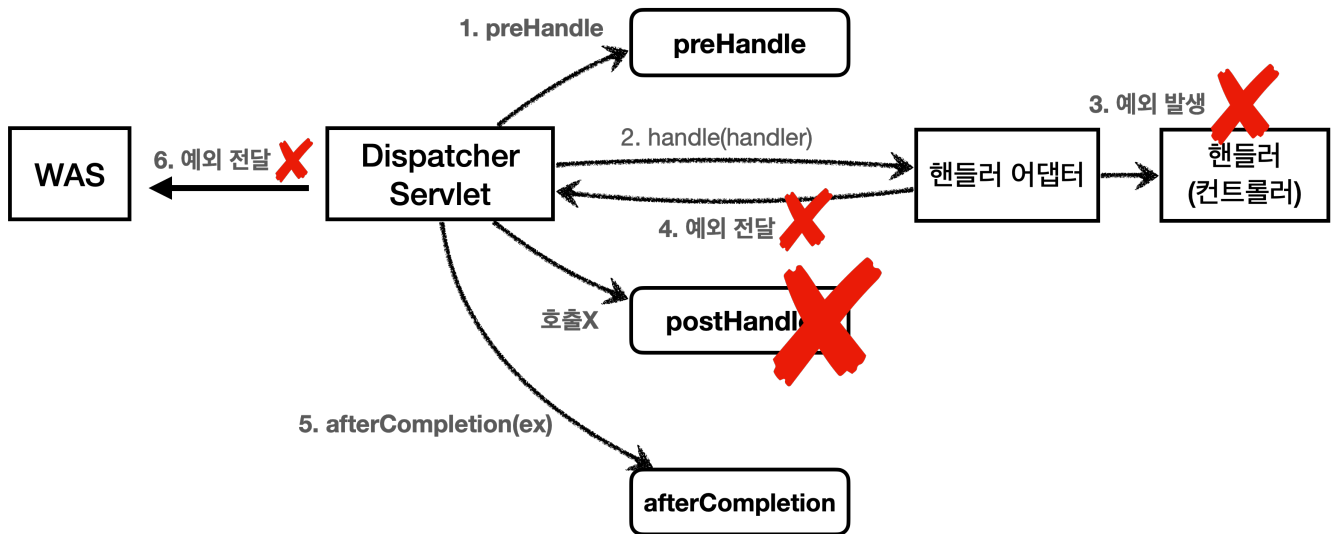 1. preHandle
preHandle
3. 예외 발생
WAS
6. 예외 전달
Dispatcher
Servlet
2. handle(handler)
핸들러 어댑터
핸들러
(컨트롤러)
4. 예외 전달
호출X
postHandle
5. afterCompletion(ex)
afterCompletion